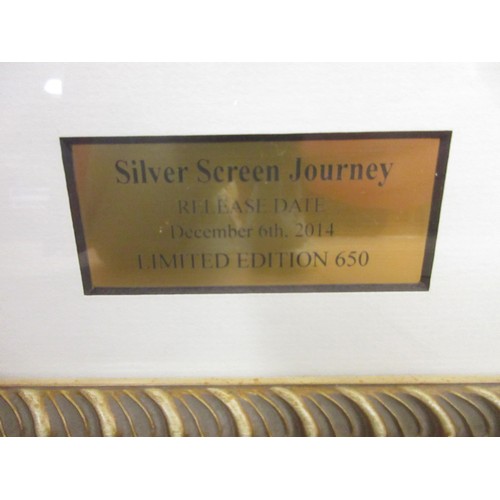 Silver Screen Journey
RELEASE DATE
December 6th. 2014
LIMITED EDITION 650